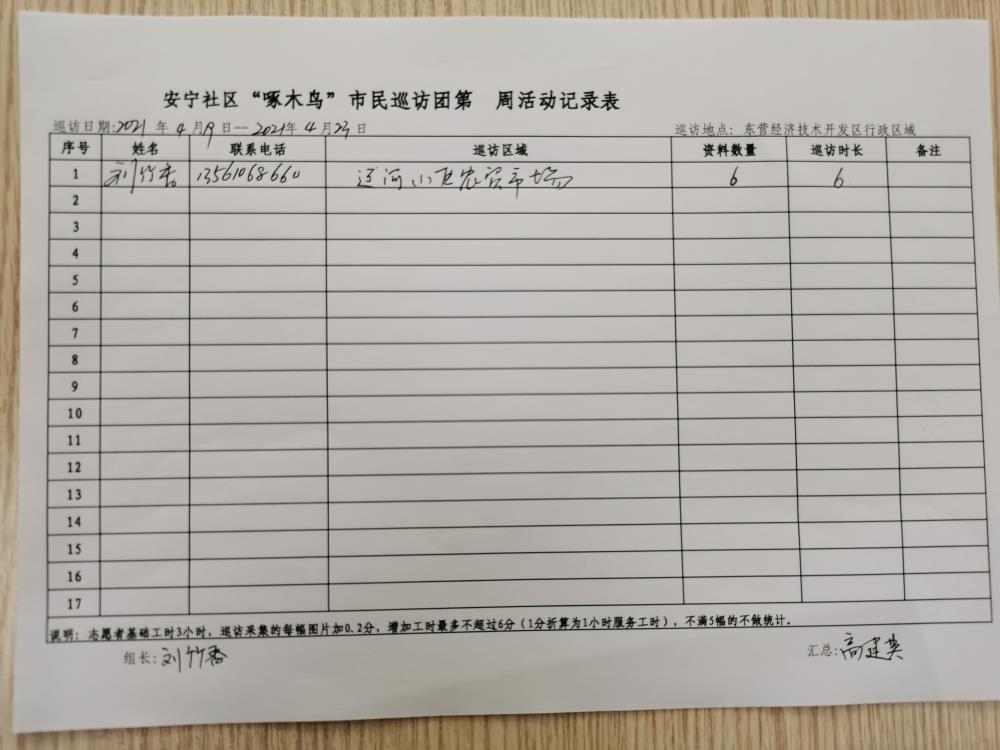 安宁社区“啄木鸟”市民巡访团第 周活动记录表
巡访日期:2021年4月19日--2021年4月23日 巡访地点：东营经济技术开发区行政区域
序号 姓名 联系电话 巡访区域 资料数量 巡访时长 备注
1 刘竹香 13561068660 辽河小区农贸市场 6 6
2
3
4
5
6
7
8
9
10
11
12
13
14
15
16
17
说明：志愿者基础工时3小时，巡访采集的每幅图片加0.2分，增加工时最多不超过6分（1分折算为1小时服务工时），不满5幅的不做统计。
组长:刘竹香 汇总:高建英